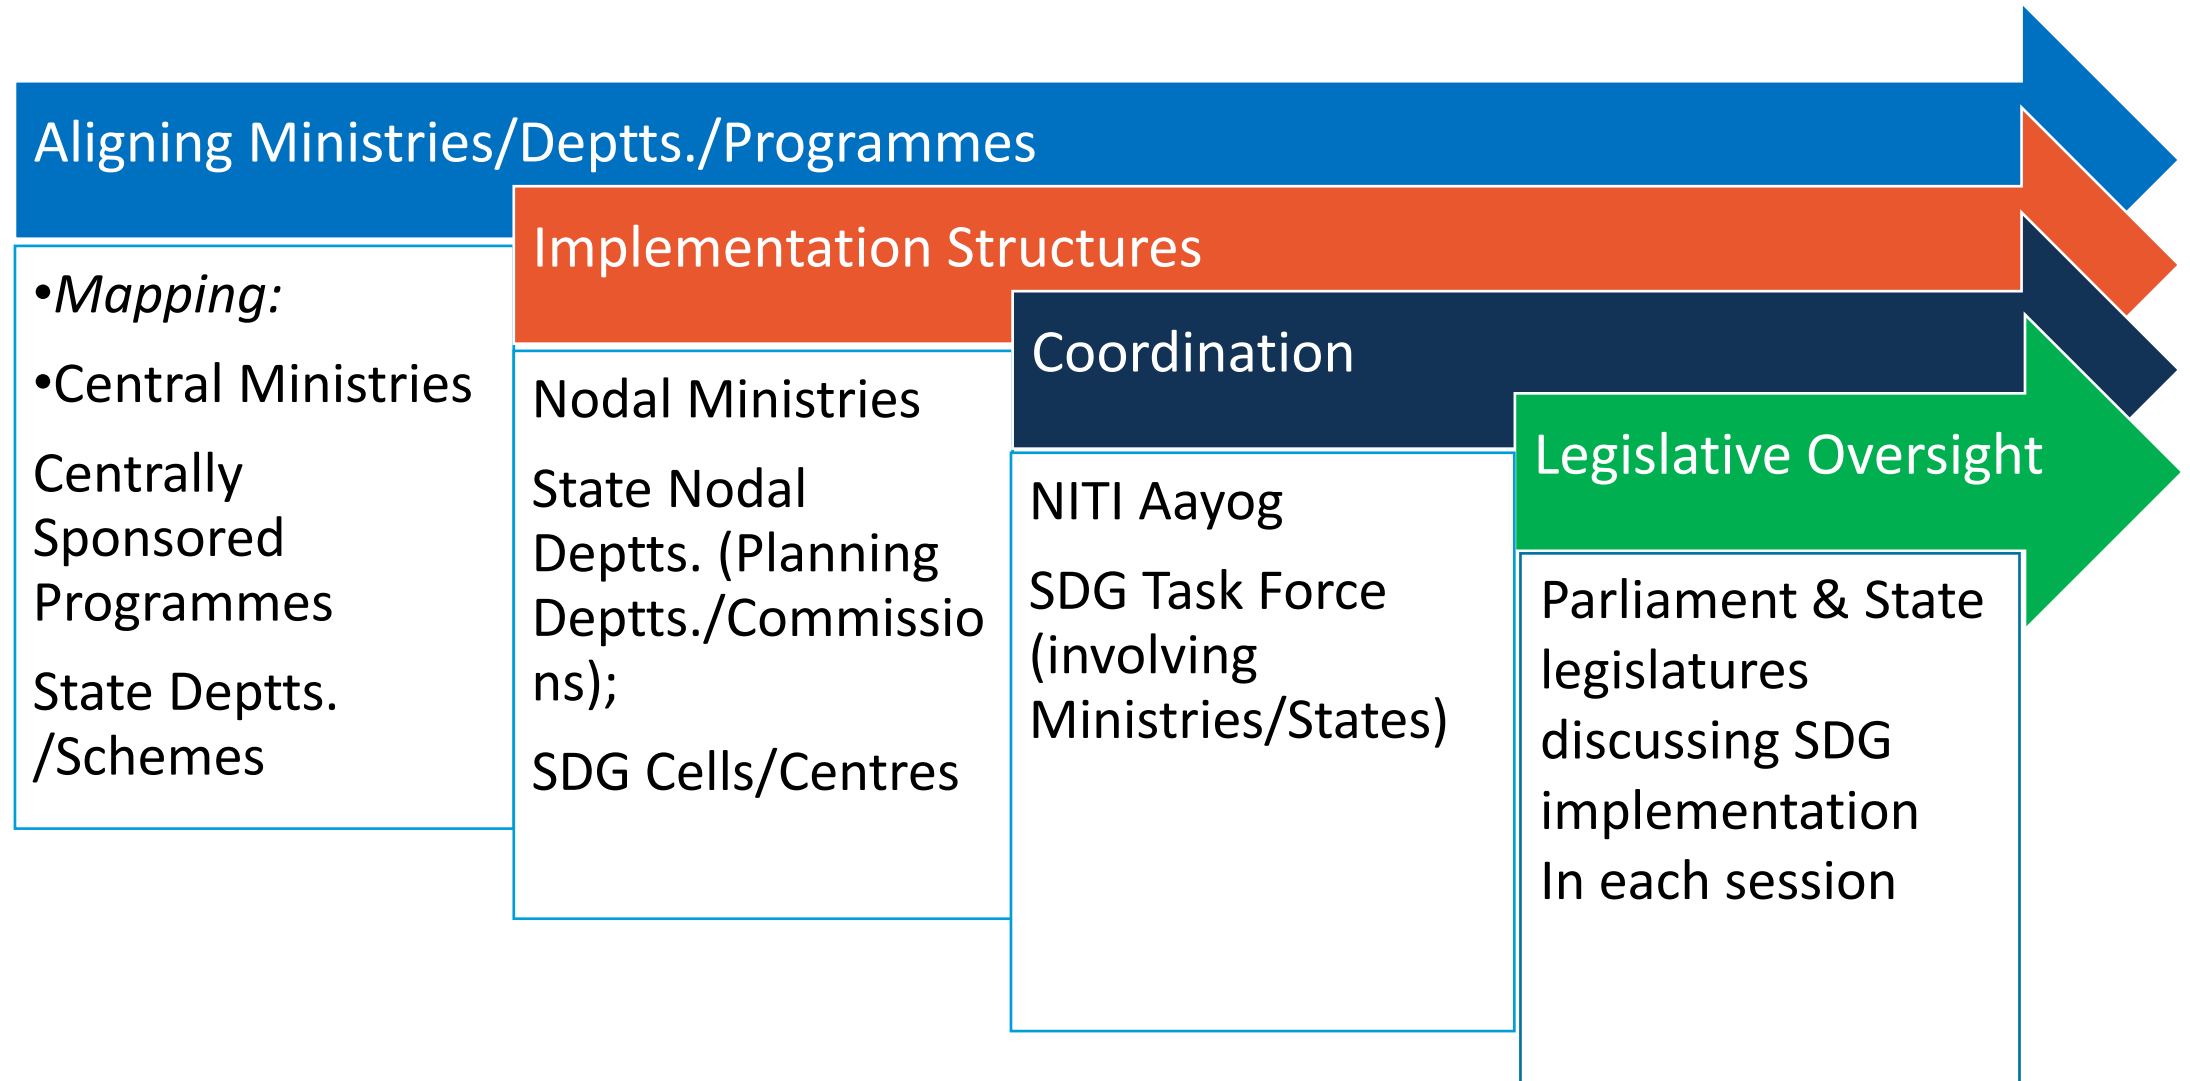 Aligning Ministries/Deptts./Programmes
•Mapping:
•Central Ministries
Centrally
Sponsored
Programmes
State Deptts.
/Schemes
Implementation Structures
Nodal Ministries
State Nodal
Deptts. (Planning
Deptts./Commissio
ns);
SDG Cells/Centres
Coordination
NITI Aayog
SDG Task Force
(involving
Ministries/States)
Legislative Oversight
Parliament & State
legislatures
discussing SDG
implementation
In each session